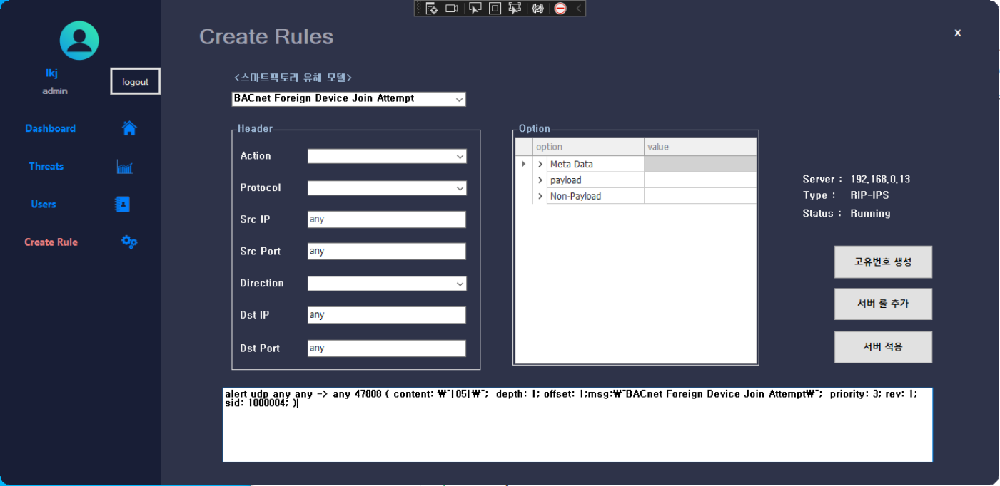 Create Rules
x
lkj
admin
logout
Dashboard
Threats
Users
Create Rule
<스마트팩토리 유해 모델>
BACnet Foreign Device Join Attempt
Header
Action
Protocol
Src IP any
Src Port any
Direction
Dst IP any
Dst Port any
Option
option value
Meta Data
payload
Non-Payload
Server : 192.168.0.13
Type : RIP-IPS
Status : Running
고유번호 생성
서버 룰 추가
서버 적용
alert udp any any -> any 47808 ( content: ₩"|05|₩";  depth: 1; offset: 1;msg:₩"BACnet Foreign Device Join Attempt₩";  priority: 3; rev: 1;
sid: 1000004; )